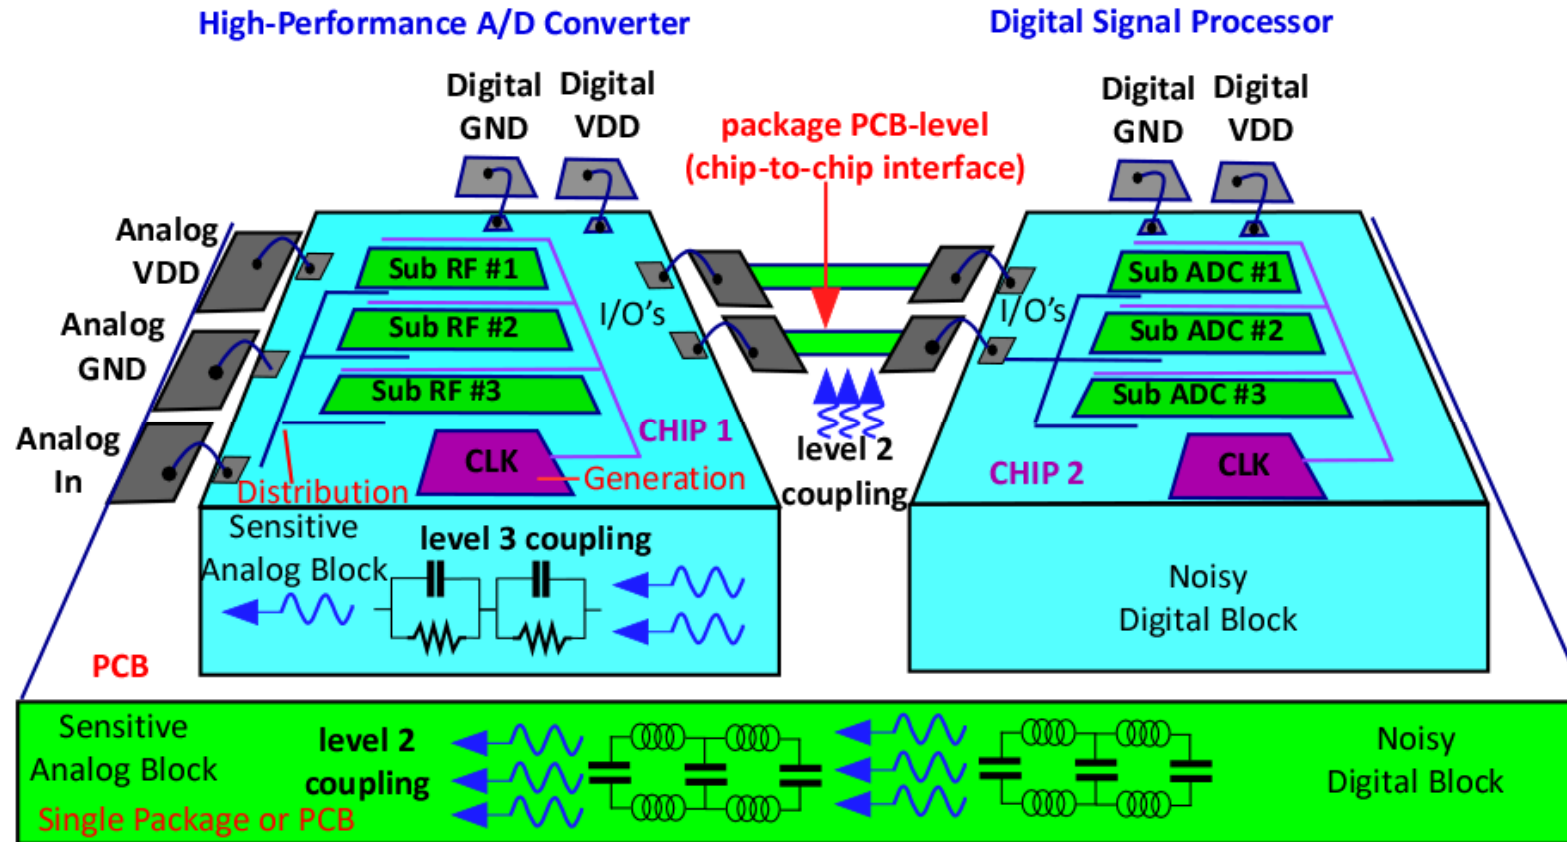 High-Performance A/D Converter
Digital Signal Processor
Digital
GND
Digital
VDD
package PCB-level
(chip-to-chip interface)
Digital
GND
Digital
VDD
Analog
VDD
Analog
GND
Analog
In
Sub RF #1
Sub RF #2
Sub RF #3
I/O's
CHIP 1
CLK
Generation
Distribution
I/O's
Sub ADC #1
Sub ADC #2
Sub ADC #3
CHIP 2
CLK
level 2
coupling
Sensitive
Analog Block
level 3 coupling
Noisy
Digital Block
PCB
Sensitive
Analog Block
level 2
coupling
Single Package or PCB
Noisy
Digital Block